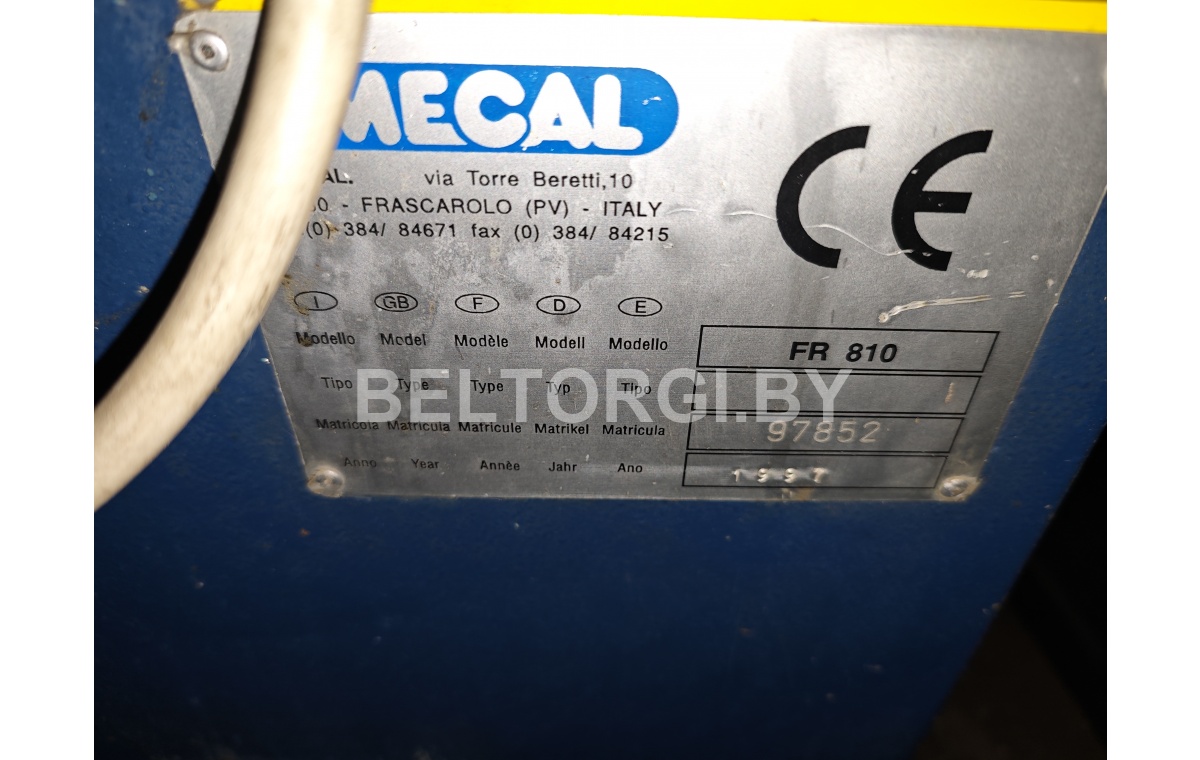 MECAL
AL. via Torre Beretti,10
0 - FRASCAROLO (PV) - ITALY
(0) 384/ 84671 fax (0) 384/ 84215
CE
I GB F D E
Modello Model Modèle Modell Modello FR 810
Tipo Type Type Typ Tipo
BELTORGI.BY
Matricola Matricula Matricule Matrikel Matricula 97852
Anno Year Annèe Jahr Ano 1997